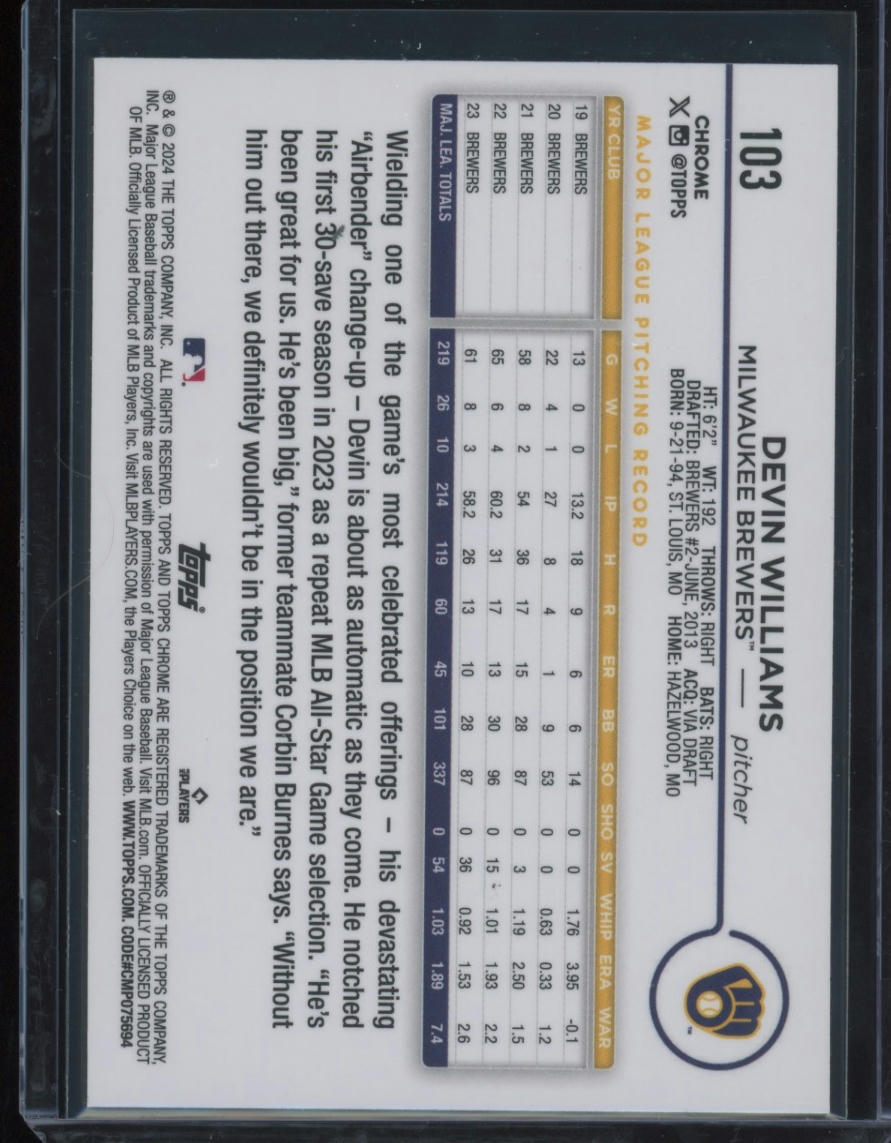 103
DEVIN WILLIAMS
MILWAUKEE BREWERS™ — pitcher
CHROME
X @TOPPS
HT: 6'2" WT: 192 THROWS: RIGHT BATS: RIGHT
DRAFTED: BREWERS #2-JUNE, 2013 ACQ: VIA DRAFT
BORN: 9-21-94, ST. LOUIS, MO HOME: HAZELWOOD, MO
MAJOR LEAGUE PITCHING RECORD
YR CLUB G W L IP H R ER BB SO SHO SV WHIP ERA WAR
19 BREWERS 13 0 0 13.2 18 9 6 6 14 0 0 1.76 3.95 -0.1
20 BREWERS 22 4 1 27 8 4 1 9 53 0 0 0.63 0.33 1.2
21 BREWERS 58 8 2 54 36 17 15 28 87 0 3 1.19 2.50 1.5
22 BREWERS 65 6 4 60.2 31 17 13 30 96 0 15 1.01 1.93 2.2
23 BREWERS 61 8 3 58.2 26 13 10 28 87 0 36 0.92 1.53 2.6
MAJ. LEA. TOTALS 219 26 10 214 119 60 45 101 337 0 54 1.03 1.89 7.4
Wielding one of the game's most celebrated offerings – his devastating
“Airbender” change-up – Devin is about as automatic as they come. He notched
his first 30-save season in 2023 as a repeat MLB All-Star Game selection. “He's
been great for us. He's been big,” former teammate Corbin Burnes says. “Without
him out there, we definitely wouldn't be in the position we are.”
topps®
PLAYERS
® & © 2024 THE TOPPS COMPANY, INC. ALL RIGHTS RESERVED. TOPPS AND TOPPS CHROME ARE REGISTERED TRADEMARKS OF THE TOPPS COMPANY,
INC. Major League Baseball trademarks and copyrights are used with permission of Major League Baseball. Visit MLB.com. OFFICIALLY LICENSED PRODUCT
OF MLB. Officially Licensed Product of MLB Players, Inc. Visit MLBPLAYERS.COM, the Players Choice on the web. WWW.TOPPS.COM. CODE#CMP075694